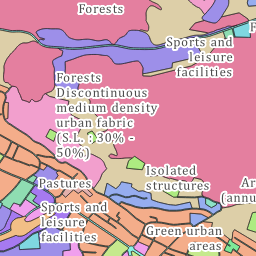 Forests
Sports and
leisure
facilities
Forests
Discontinuous
medium density
urban fabric
(S.L. : 30% -
50%)
Isolated
structures
Pastures
Sports and
leisure
facilities
Green urban
areas
Ar
(annu